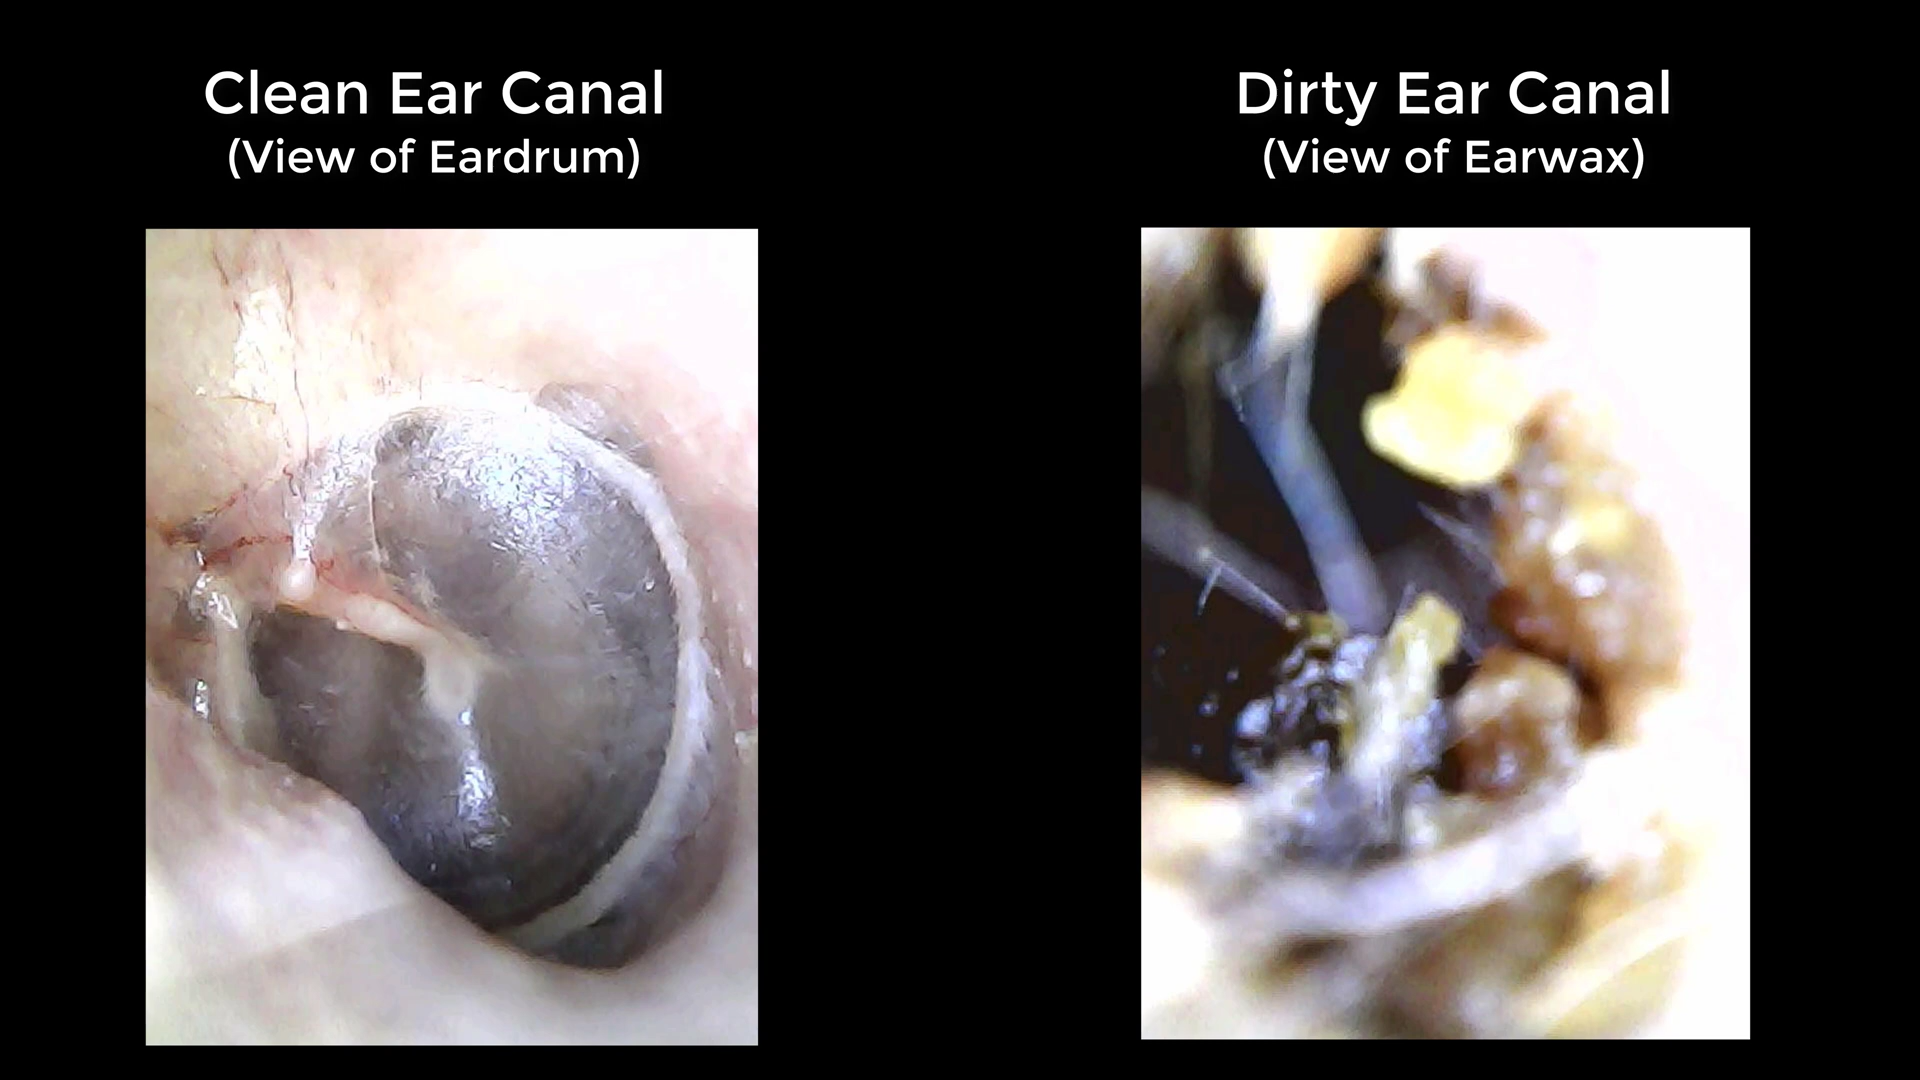 Clean Ear Canal
(View of Eardrum)
Dirty Ear Canal
(View of Earwax)